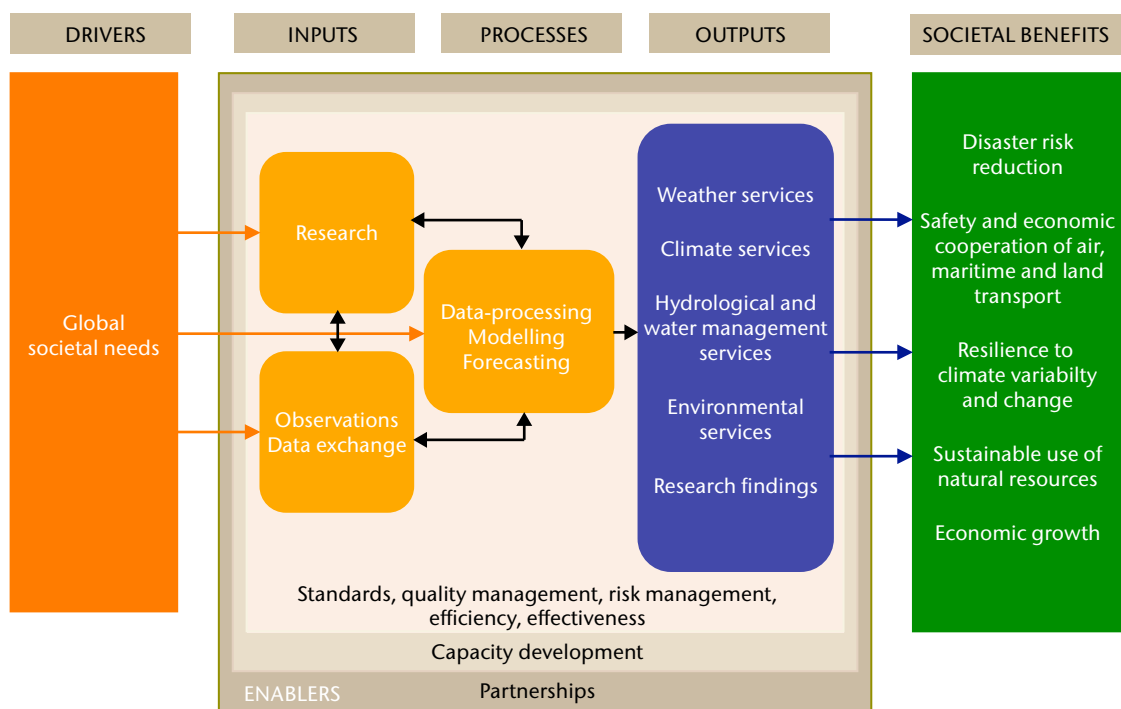 DRIVERS
INPUTS
PROCESSES
OUTPUTS
SOCIETAL BENEFITS
Global
societal needs
Research
Observations
Data exchange
Data-processing
Modelling
Forecasting
Weather services
Climate services
Hydrological and
water management
services
Environmental
services
Research findings
Disaster risk
reduction
Safety and economic
cooperation of air,
maritime and land
transport
Resilience to
climate variabilty
and change
Sustainable use of
natural resources
Economic growth
Standards, quality management, risk management,
efficiency, effectiveness
Capacity development
ENABLERS
Partnerships